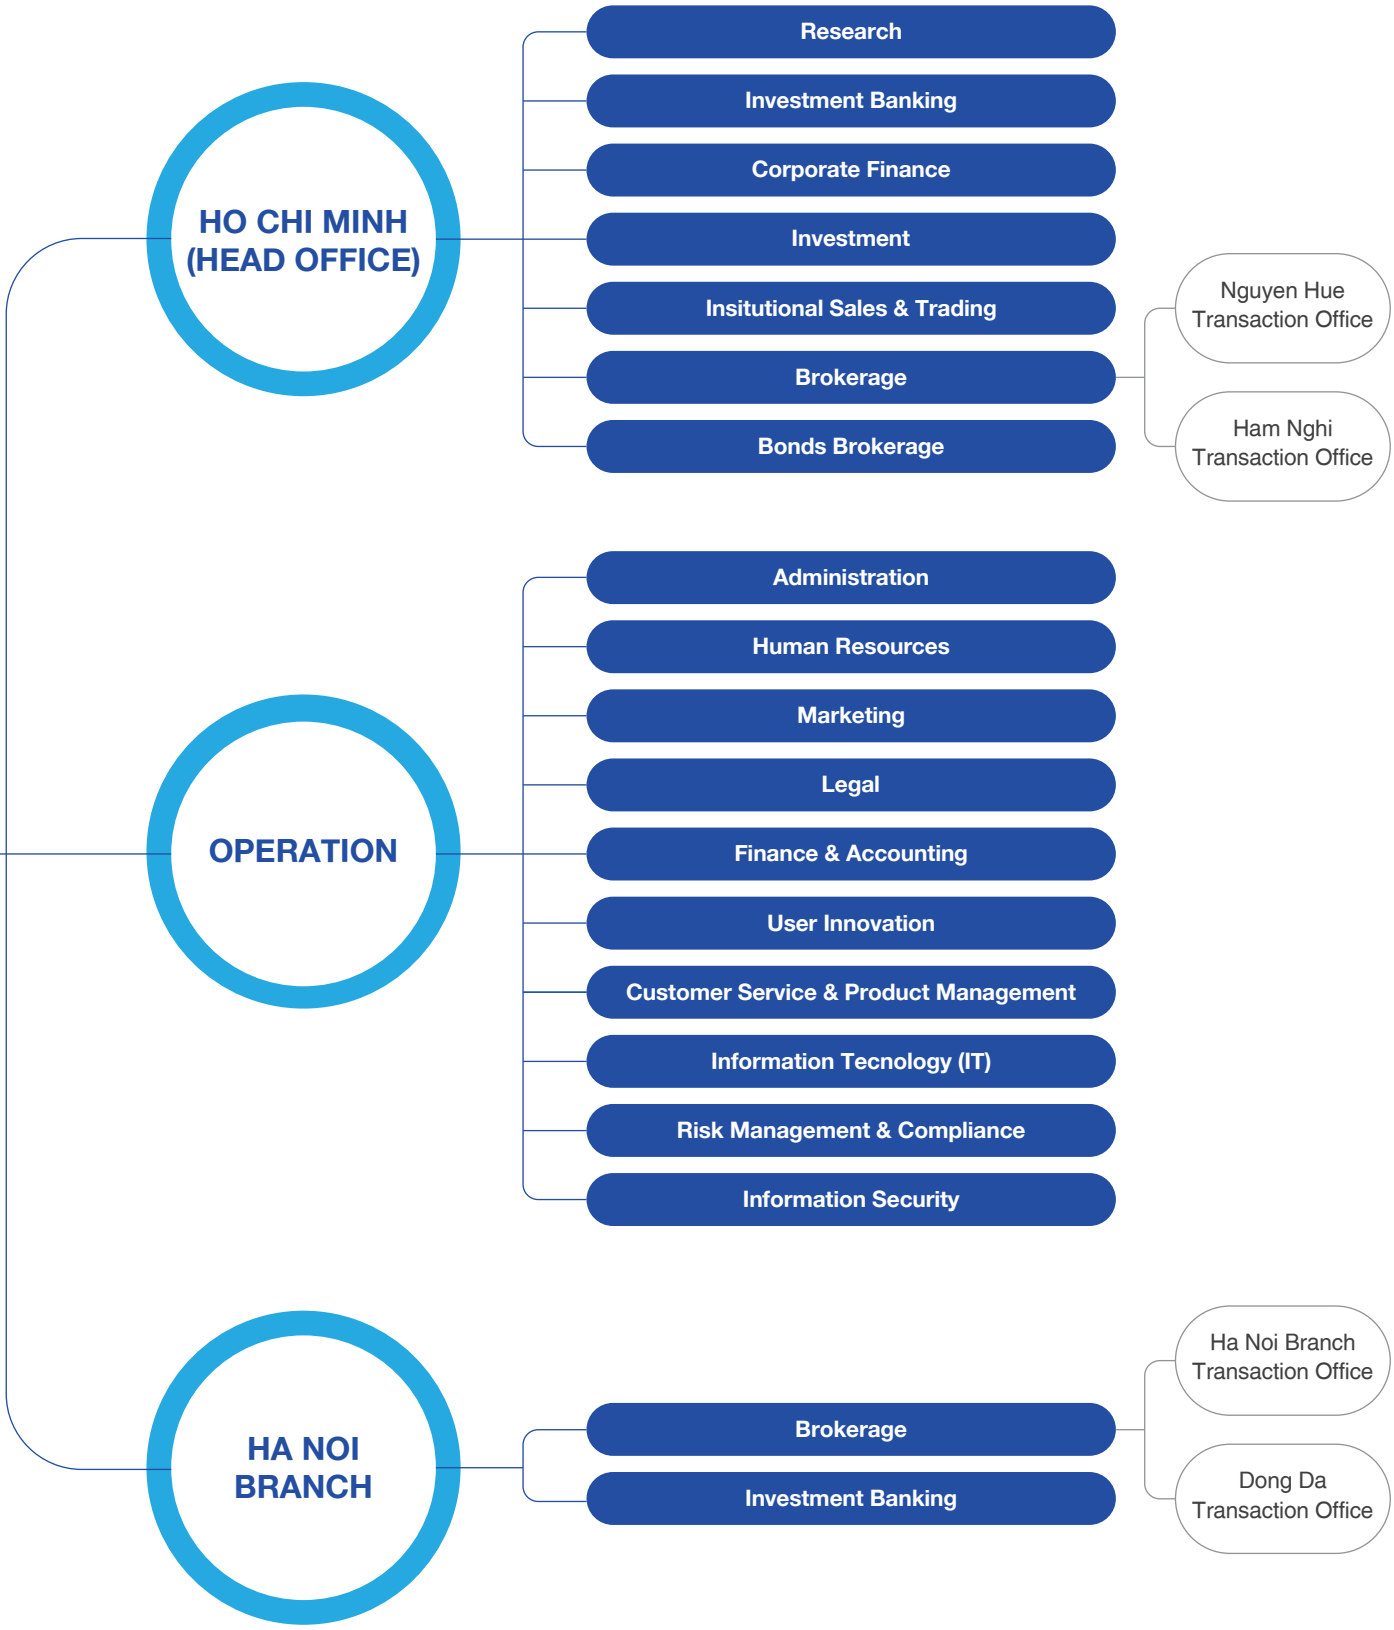 HO CHI MINH
(HEAD OFFICE)
Research
Investment Banking
Corporate Finance
Investment
Insitutional Sales & Trading
Brokerage
Bonds Brokerage
Nguyen Hue
Transaction Office
Ham Nghi
Transaction Office
OPERATION
Administration
Human Resources
Marketing
Legal
Finance & Accounting
User Innovation
Customer Service & Product Management
Information Tecnology (IT)
Risk Management & Compliance
Information Security
HA NOI
BRANCH
Brokerage
Investment Banking
Ha Noi Branch
Transaction Office
Dong Da
Transaction Office